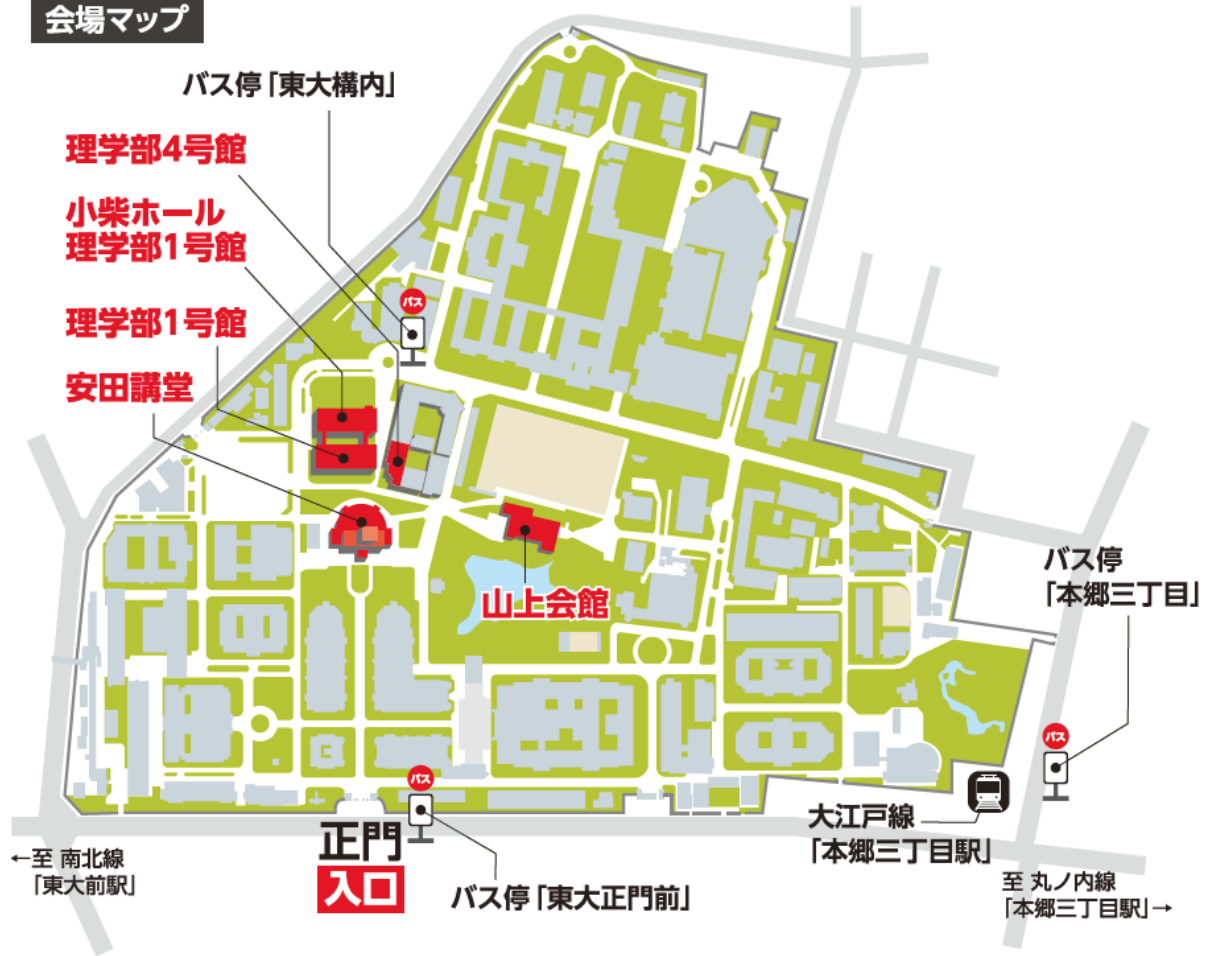 会場マップ
バス停「東大構内」
理学部4号館
小柴ホール
理学部1号館
理学部1号館
安田講堂
バス
山上会館
バス停
「本郷三丁目」
バス
バス
大江戸線
「本郷三丁目駅」
正門
入口
バス停「東大正門前」
←至 南北線
「東大前駅」
至 丸ノ内線
「本郷三丁目駅」→